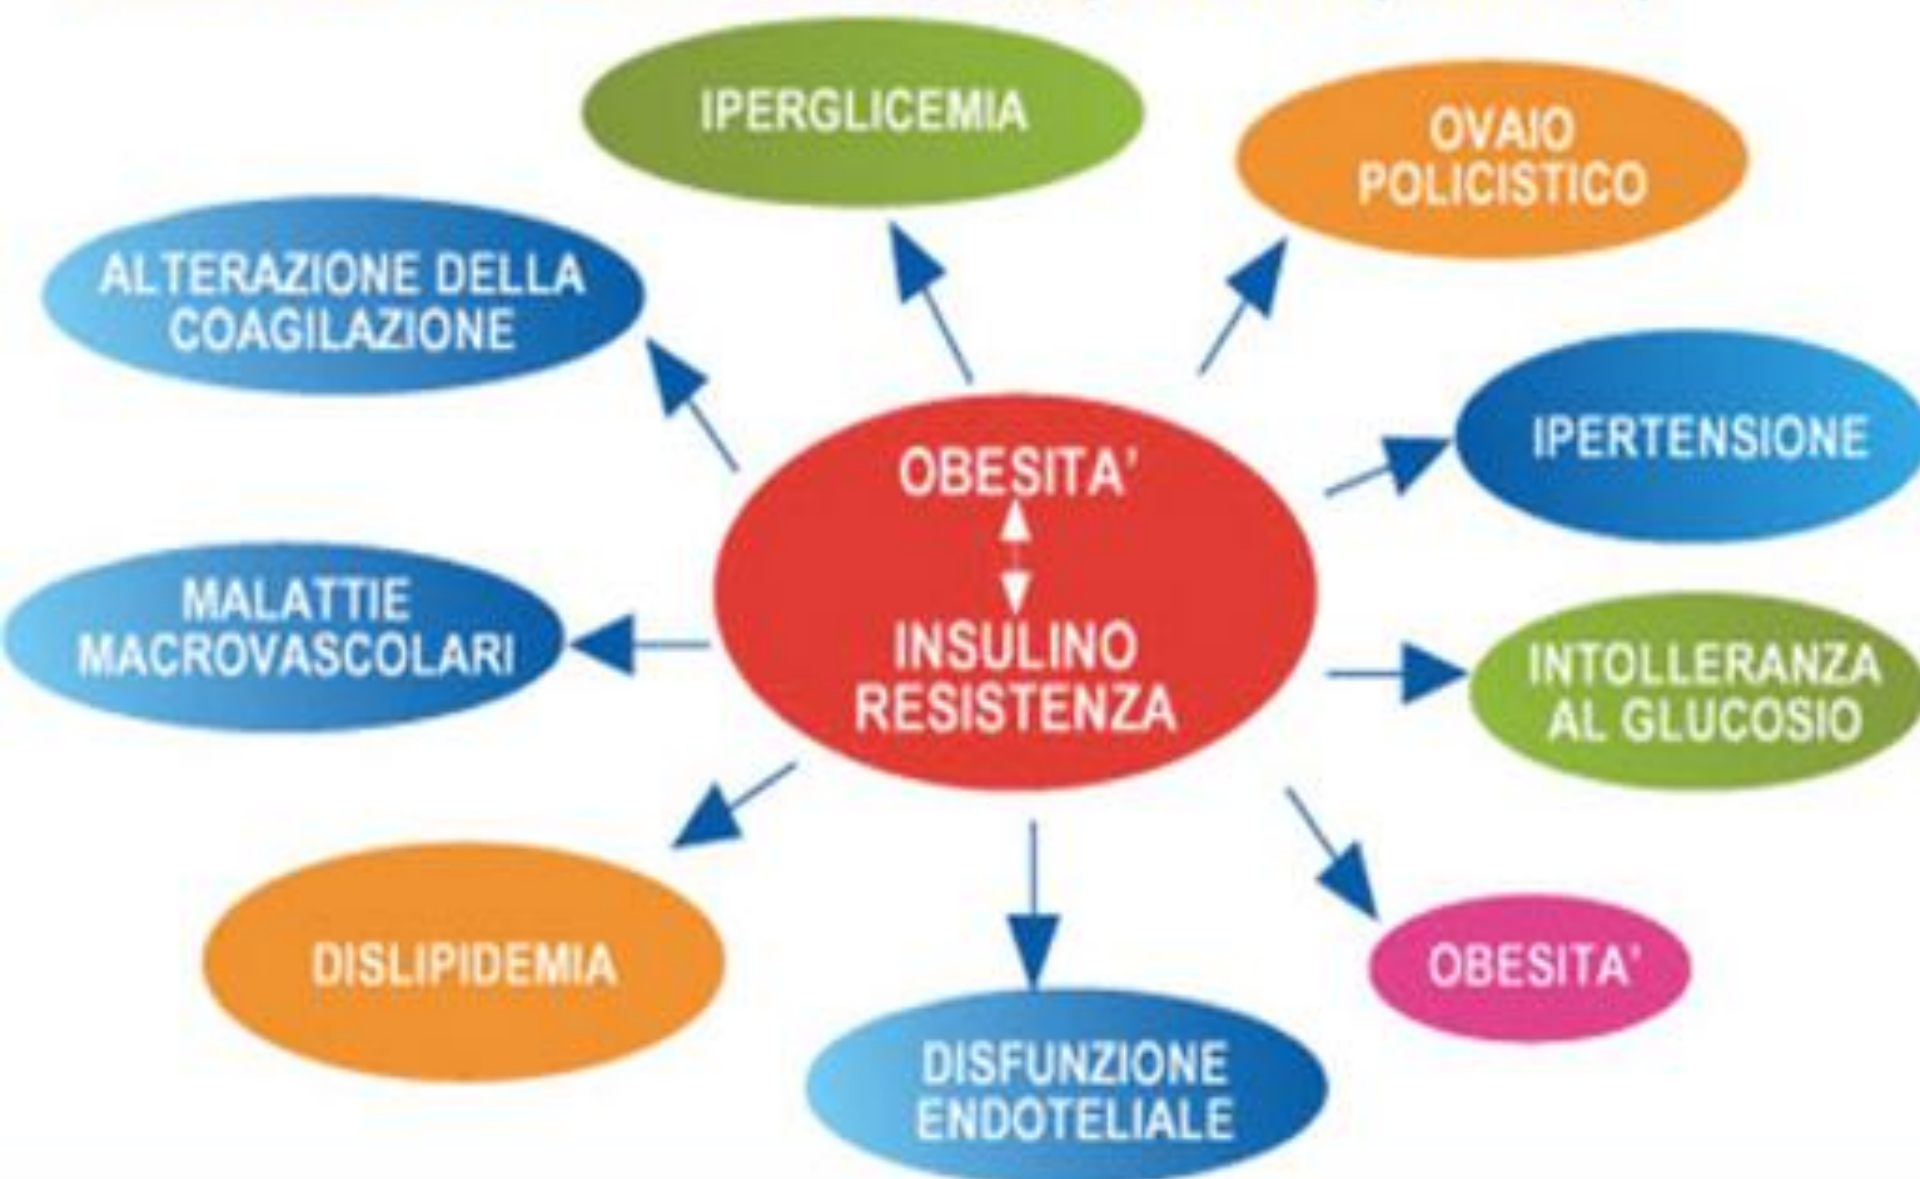 IPERGLICEMIA
OVAIO
POLICISTICO
ALTERAZIONE DELLA
COAGILAZIONE
IPERTENSIONE
OBESITA'
INSULINO
RESISTENZA
MALATTIE
MACROVASCOLARI
INTOLLERANZA
AL GLUCOSIO
DISLIPIDEMIA
OBESITA'
DISFUNZIONE
ENDOTELIALE